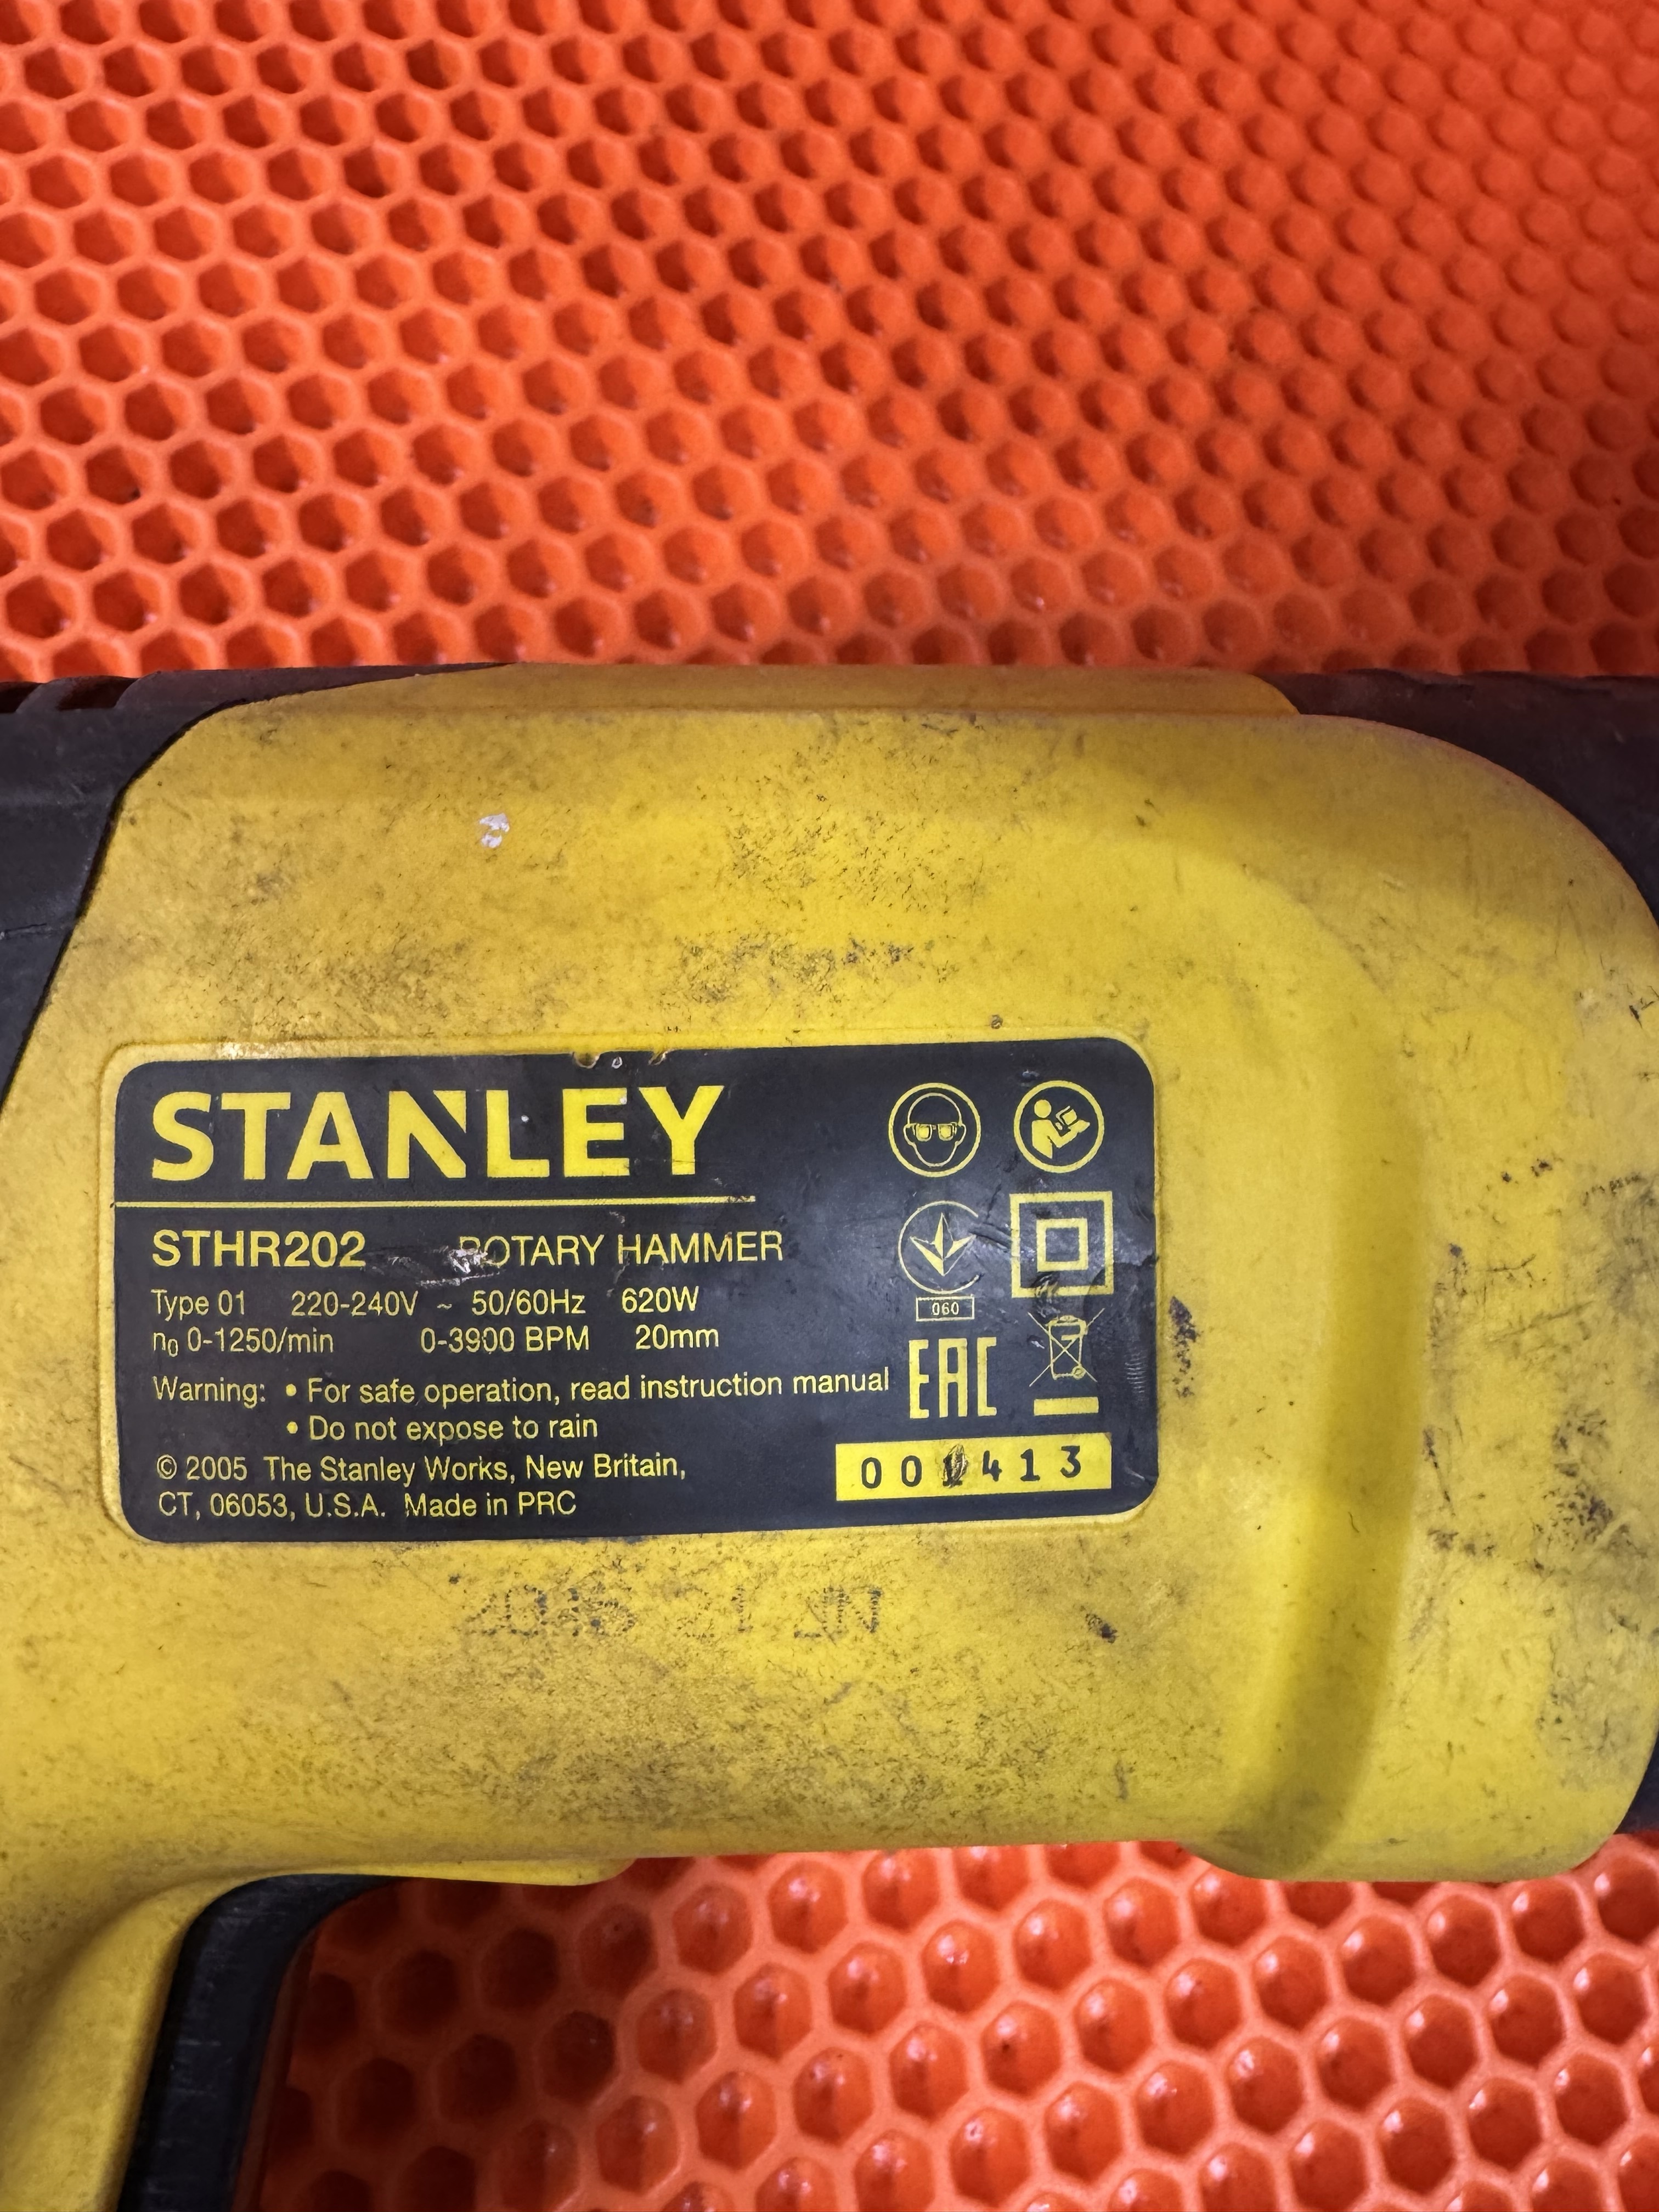 STANLEY
STHR202 ROTARY HAMMER
Type 01 220-240V ~ 50/60Hz 620W
n₀ 0-1250/min 0-3900 BPM 20mm
Warning: • For safe operation, read instruction manual
• Do not expose to rain
© 2005 The Stanley Works, New Britain,
CT, 06053, U.S.A. Made in PRC
060
EAC